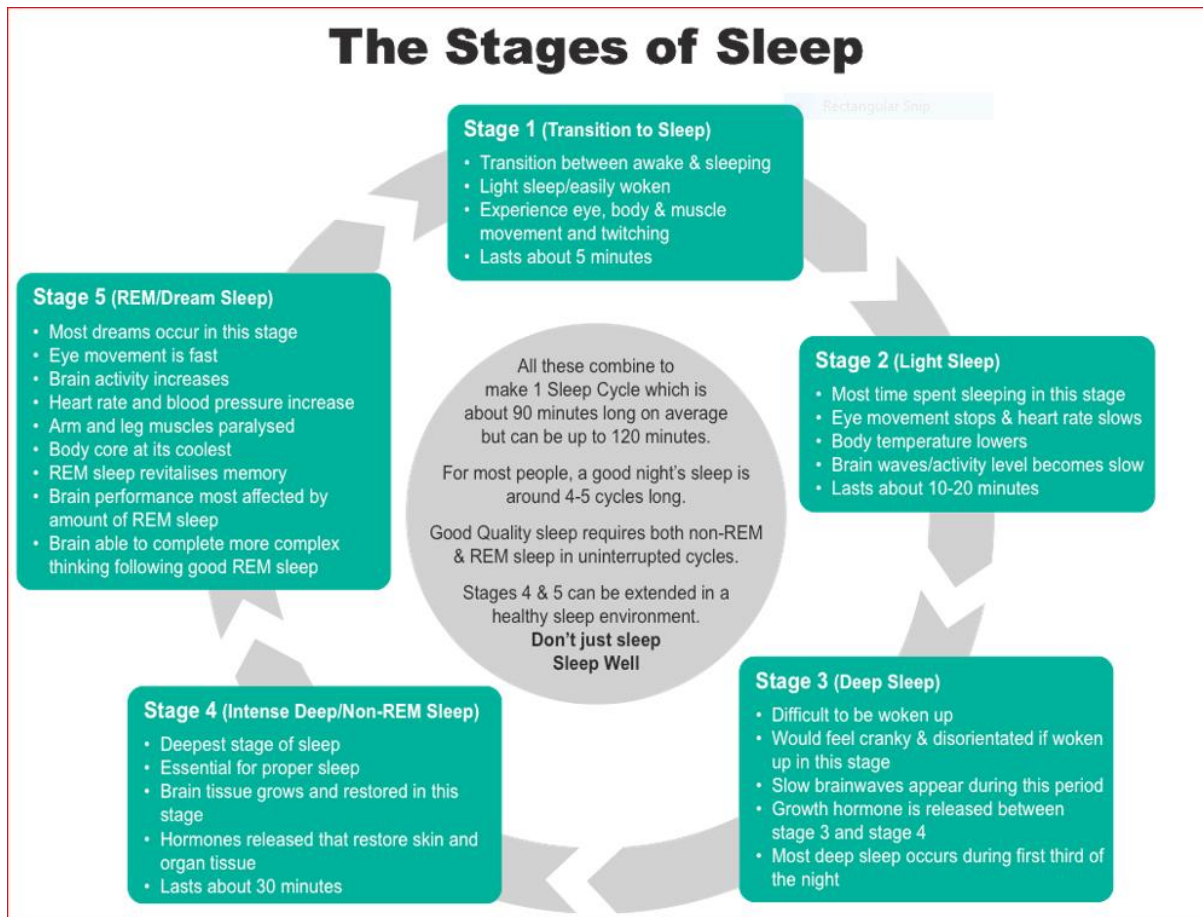 The Stages of Sleep
Rectangular Snip
Stage 1 (Transition to Sleep)
• Transition between awake & sleeping
• Light sleep/easily woken
• Experience eye, body & muscle
movement and twitching
• Lasts about 5 minutes
Stage 2 (Light Sleep)
• Most time spent sleeping in this stage
• Eye movement stops & heart rate slows
• Body temperature lowers
• Brain waves/activity level becomes slow
• Lasts about 10-20 minutes
Stage 3 (Deep Sleep)
• Difficult to be woken up
• Would feel cranky & disorientated if woken
up in this stage
• Slow brainwaves appear during this period
• Growth hormone is released between
stage 3 and stage 4
• Most deep sleep occurs during first third of
the night
Stage 4 (Intense Deep/Non-REM Sleep)
• Deepest stage of sleep
• Essential for proper sleep
• Brain tissue grows and restored in this
stage
• Hormones released that restore skin and
organ tissue
• Lasts about 30 minutes
Stage 5 (REM/Dream Sleep)
• Most dreams occur in this stage
• Eye movement is fast
• Brain activity increases
• Heart rate and blood pressure increase
• Arm and leg muscles paralysed
• Body core at its coolest
• REM sleep revitalises memory
• Brain performance most affected by
amount of REM sleep
• Brain able to complete more complex
thinking following good REM sleep
All these combine to
make 1 Sleep Cycle which is
about 90 minutes long on average
but can be up to 120 minutes.
For most people, a good night's sleep is
around 4-5 cycles long.
Good Quality sleep requires both non-REM
& REM sleep in uninterrupted cycles.
Stages 4 & 5 can be extended in a
healthy sleep environment.
Don't just sleep
Sleep Well